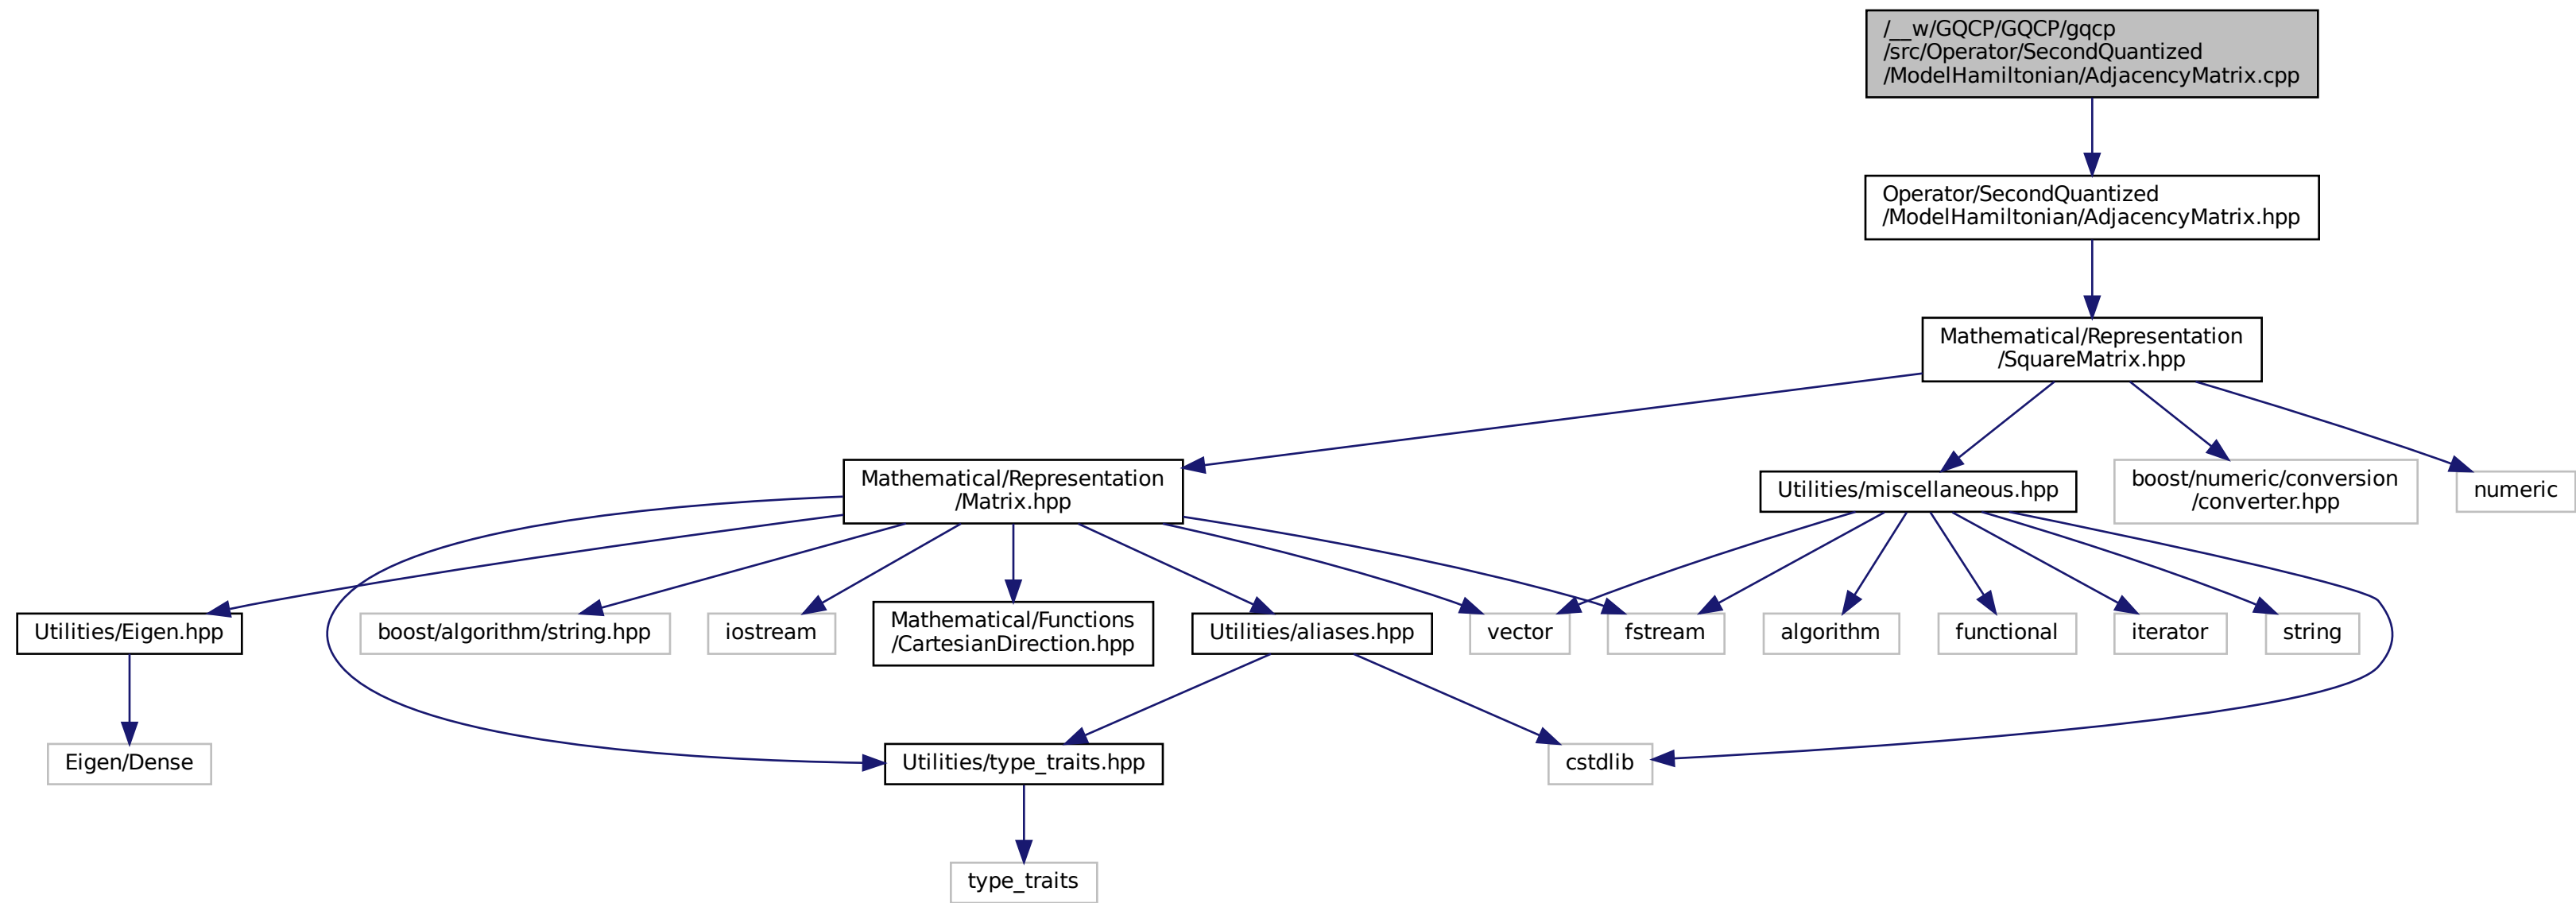 /__w/GQCP/GQCP/gqcp
/src/Operator/SecondQuantized
/ModelHamiltonian/AdjacencyMatrix.cpp
Operator/SecondQuantized
/ModelHamiltonian/AdjacencyMatrix.hpp
Mathematical/Representation
/SquareMatrix.hpp
Mathematical/Representation
/Matrix.hpp
Utilities/miscellaneous.hpp
boost/numeric/conversion
/converter.hpp
numeric
Utilities/Eigen.hpp
boost/algorithm/string.hpp
iostream
Mathematical/Functions
/CartesianDirection.hpp
Utilities/aliases.hpp
vector
fstream
algorithm
functional
iterator
string
Eigen/Dense
Utilities/type_traits.hpp
cstdlib
type_traits